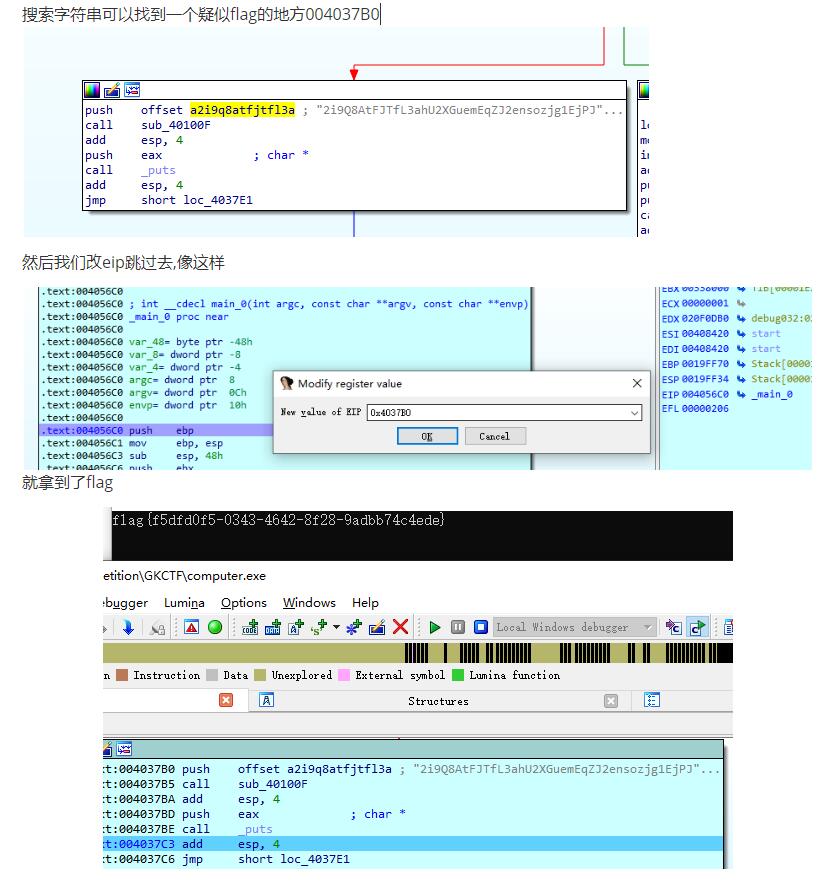 搜索字符串可以找到一个疑似flag的地方004037B0
push offset a2i9q8atfjtfl3a ; "2i9Q8AtFJTfL3ahU2XGuemEqZJ2ensozjg1EjPJ"...
call sub_40100F
add esp, 4
push eax ; char *
call _puts
add esp, 4
jmp short loc_4037E1
然后我们改eip跳过去,像这样
.text:004056C0
.text:004056C0 ; int __cdecl main_0(int argc, const char **argv, const char **envp)
.text:004056C0 _main_0 proc near
.text:004056C0
.text:004056C0 var_48= byte ptr -48h
.text:004056C0 var_8= dword ptr -8
.text:004056C0 var_4= dword ptr -4
.text:004056C0 argc= dword ptr 8
.text:004056C0 argv= dword ptr 0Ch
.text:004056C0 envp= dword ptr 10h
.text:004056C0
.text:004056C0 push ebp
.text:004056C1 mov ebp, esp
.text:004056C3 sub esp, 48h
.text:004056C6 push ebx
Modify register value
New value of EIP 0x4037B0
OK Cancel
EBX 00338000 TIB[00001E
ECX 00000001
EDX 020F0DB0 debug032:02
ESI 00408420 start
EDI 00408420 start
EBP 0019FF70 Stack[0000
ESP 0019FF34 Stack[0000
EIP 004056C0 _main_0
EFL 00000206
就拿到了flag
flag{f5dfd0f5-0343-4642-8f28-9adbb74c4ede}
etition\GKCTF\computer.exe
ebugger Lumina Options Windows Help
Local Windows debugger
n Instruction Data Unexplored External symbol Lumina function
Structures
t:004037B0 push offset a2i9q8atfjtfl3a ; "2i9Q8AtFJTfL3ahU2XGuemEqZJ2ensozjg1EjPJ"...
t:004037B5 call sub_40100F
t:004037BA add esp, 4
t:004037BD push eax ; char *
t:004037BE call _puts
t:004037C3 add esp, 4
t:004037C6 jmp short loc_4037E1